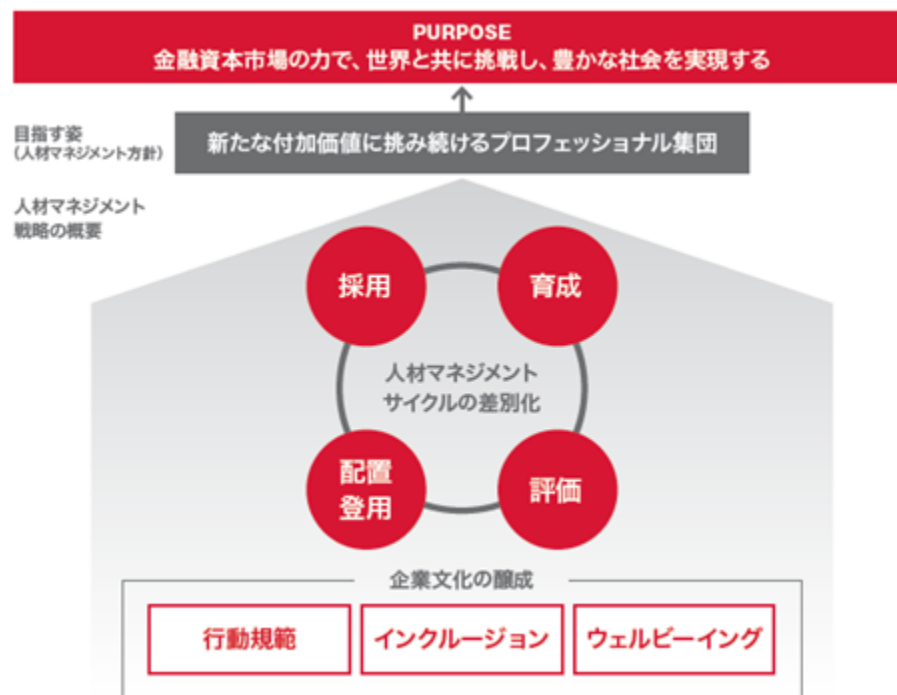 PURPOSE
金融資本市場の力で、世界と共に挑戦し、豊かな社会を実現する
目指す姿
(人材マネジメント方針)
新たな付加価値に挑み続けるプロフェッショナル集団
人材マネジメント
戦略の概要
採用
育成
人材マネジメント
サイクルの差別化
配置
登用
評価
企業文化の醸成
行動規範
インクルージョン
ウェルビーイング